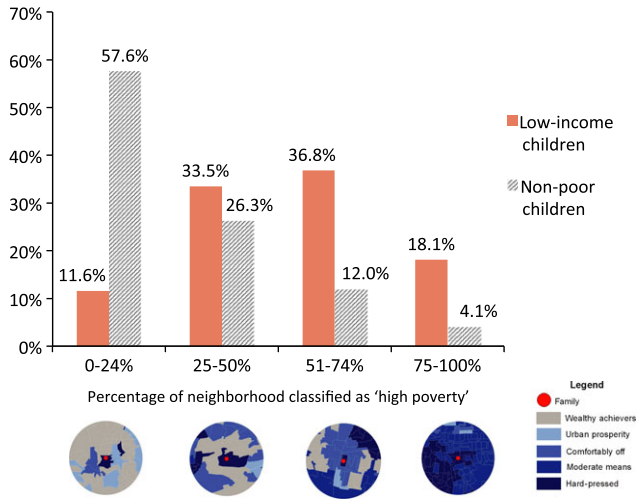 70%
60%
50%
40%
30%
20%
10%
0%
57.6%
11.6%
33.5%
26.3%
36.8%
12.0%
18.1%
4.1%
0-24%
25-50%
51-74%
75-100%
Percentage of neighborhood classified as ‘high poverty’
Low-income
children
Non-poor
children
Legend
Family
Wealthy achievers
Urban prosperity
Comfortably off
Moderate means
Hard-pressed